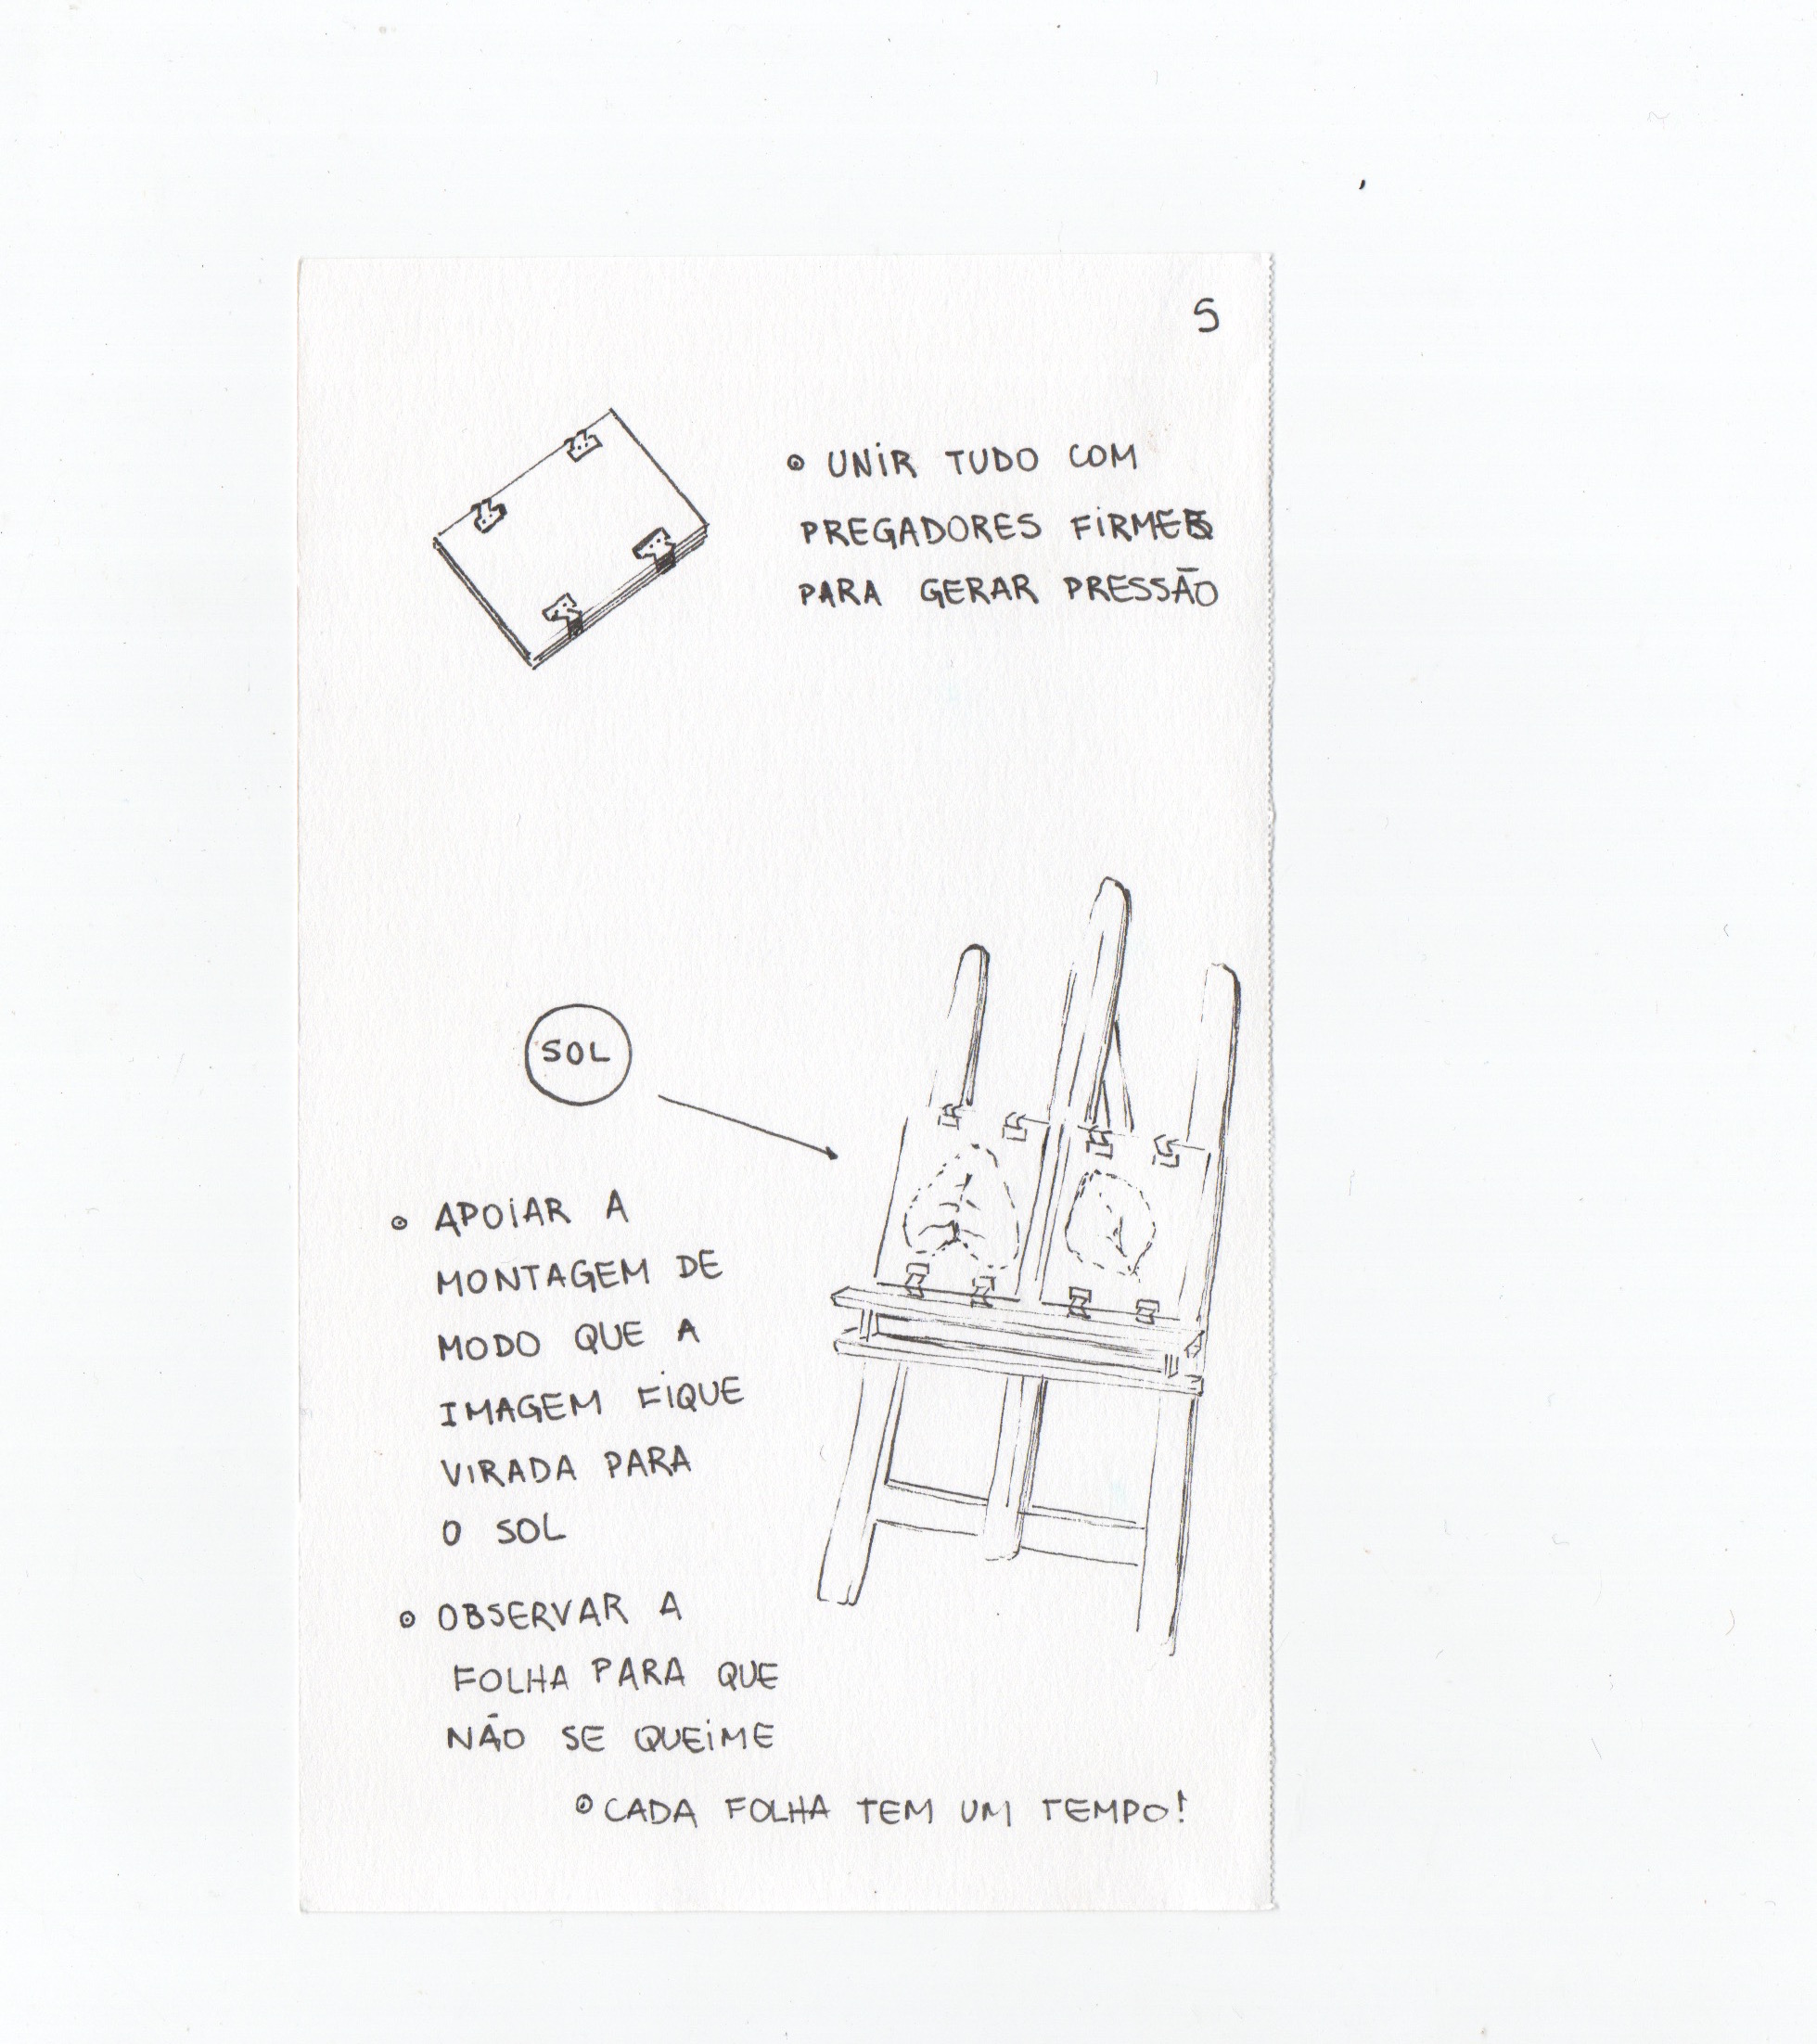 5
• UNIR TUDO COM
PREGADORES FIRMES
PARA GERAR PRESSÃO
SOL
• APOIAR A
MONTAGEM DE
MODO QUE A
IMAGEM FIQUE
VIRADA PARA
O SOL
• OBSERVAR A
FOLHA PARA QUE
NÃO SE QUEIME
• CADA FOLHA TEM UM TEMPO!